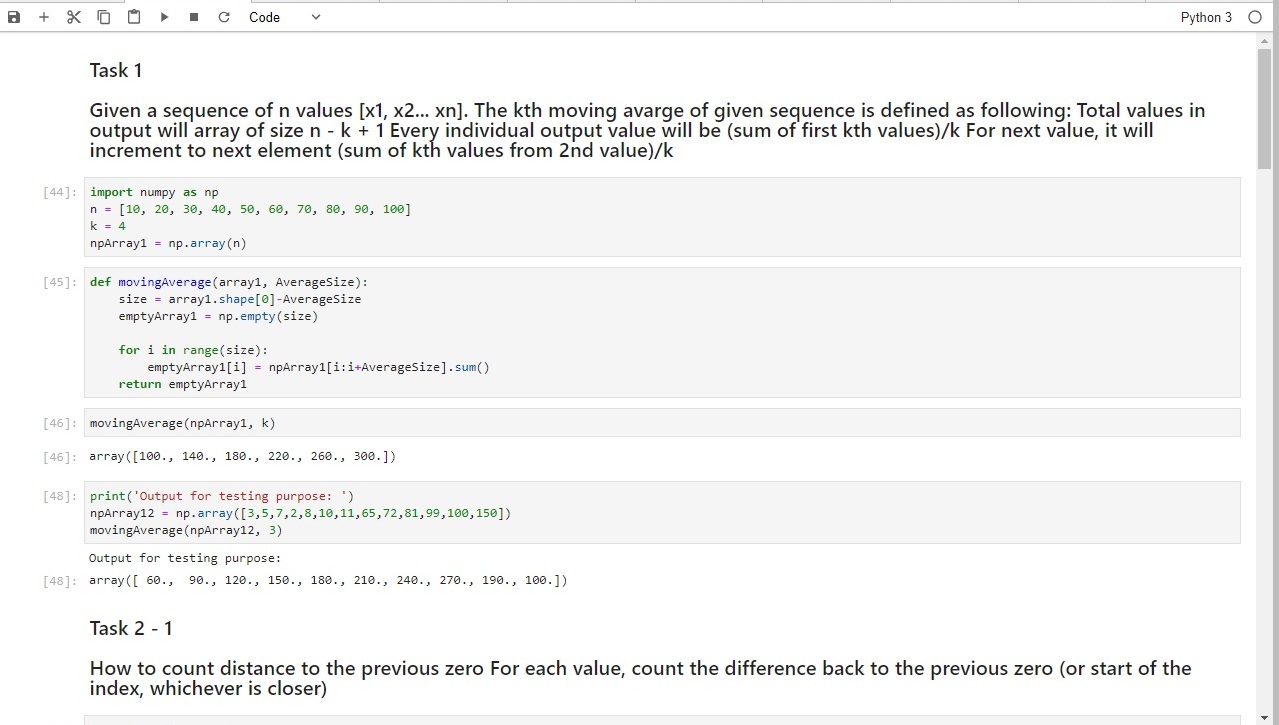 Code
Python 3
Task 1
Given a sequence of n values [x1, x2... xn]. The kth moving avarge of given sequence is defined as following: Total values in
output will array of size n - k + 1 Every individual output value will be (sum of first kth values)/k For next value, it will
increment to next element (sum of kth values from 2nd value)/k
[44]:
import numpy as np
n = [10, 20, 30, 40, 50, 60, 70, 80, 90, 100]
k = 4
npArray1 = np.array(n)
[45]:
def movingAverage(array1, AverageSize):
    size = array1.shape[0]-AverageSize
    emptyArray1 = np.empty(size)
    for i in range(size):
        emptyArray1[i] = npArray1[i:i+AverageSize].sum()
    return emptyArray1
[46]:
movingAverage(npArray1, k)
[46]:
array([100., 140., 180., 220., 260., 300.])
[48]:
print('Output for testing purpose: ')
npArray12 = np.array([3,5,7,2,8,10,11,65,72,81,99,100,150])
movingAverage(npArray12, 3)
Output for testing purpose:
[48]:
array([ 60.,  90., 120., 150., 180., 210., 240., 270., 190., 100.])
Task 2 - 1
How to count distance to the previous zero For each value, count the difference back to the previous zero (or start of the
index, whichever is closer)